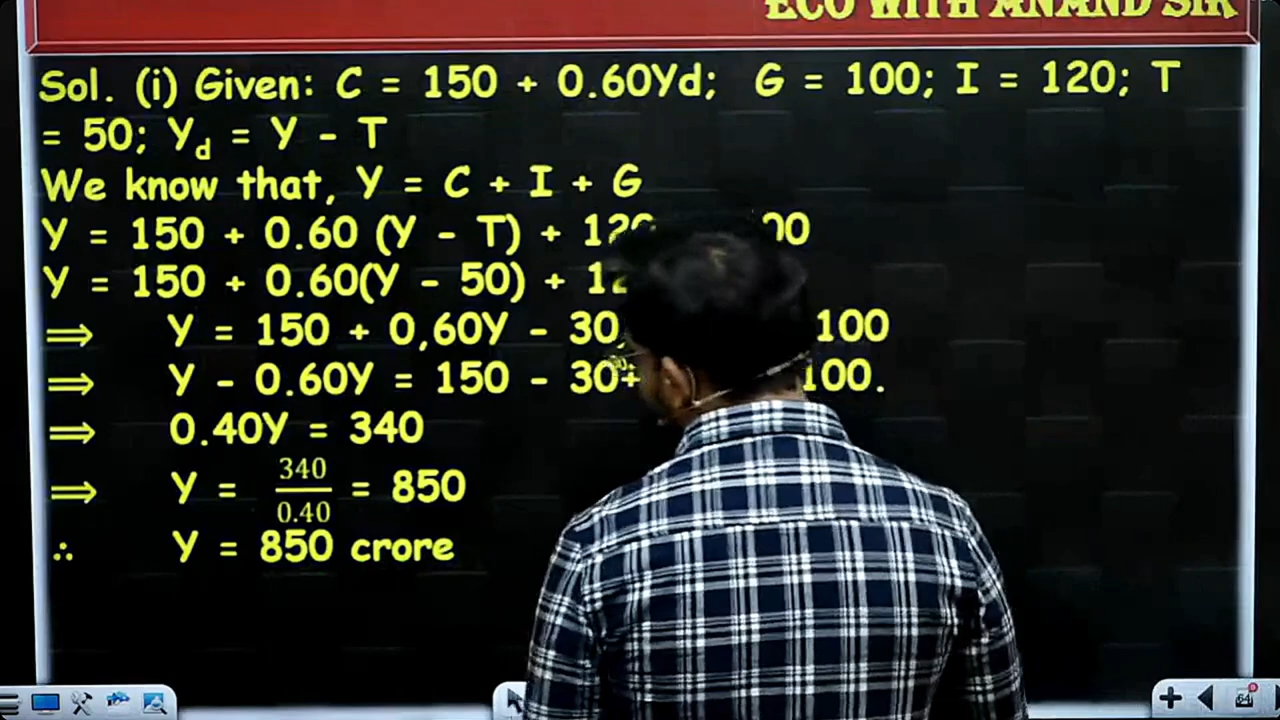 ECO WITH ANAND SIR
Sol. (i) Given: C = 150 + 0.60Yd; G = 100; I = 120; T
= 50; Yd = Y - T
We know that, Y = C + I + G
Y = 150 + 0.60 (Y - T) + 120 00
Y = 150 + 0.60(Y - 50) + 12
⟹ Y = 150 + 0,60Y - 30 100
⟹ Y - 0.60Y = 150 - 30+ 100.
⟹ 0.40Y = 340
⟹ Y = 340/0.40 = 850
∴ Y = 850 crore